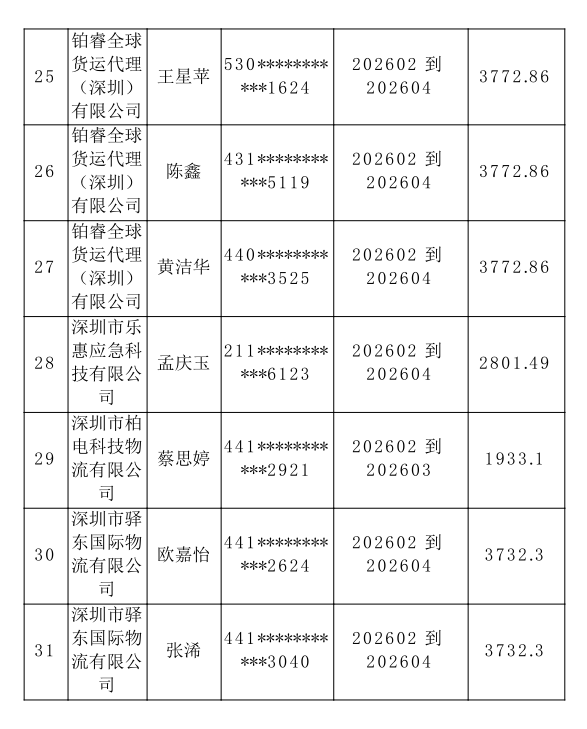 25
铂睿全球
货运代理
（深圳）
有限公司
王星苹
530********
***1624
202602 到
202604
3772.86
26
铂睿全球
货运代理
（深圳）
有限公司
陈鑫
431********
***5119
202602 到
202604
3772.86
27
铂睿全球
货运代理
（深圳）
有限公司
黄洁华
440********
***3525
202602 到
202604
3772.86
28
深圳市乐
惠应急科
技有限公
司
孟庆玉
211********
***6123
202602 到
202604
2801.49
29
深圳市柏
电科技物
流有限公
司
蔡思婷
441********
***2921
202602 到
202603
1933.1
30
深圳市驿
东国际物
流有限公
司
欧嘉怡
441********
***2624
202602 到
202604
3732.3
31
深圳市驿
东国际物
流有限公
司
张浠
441********
***3040
202602 到
202604
3732.3